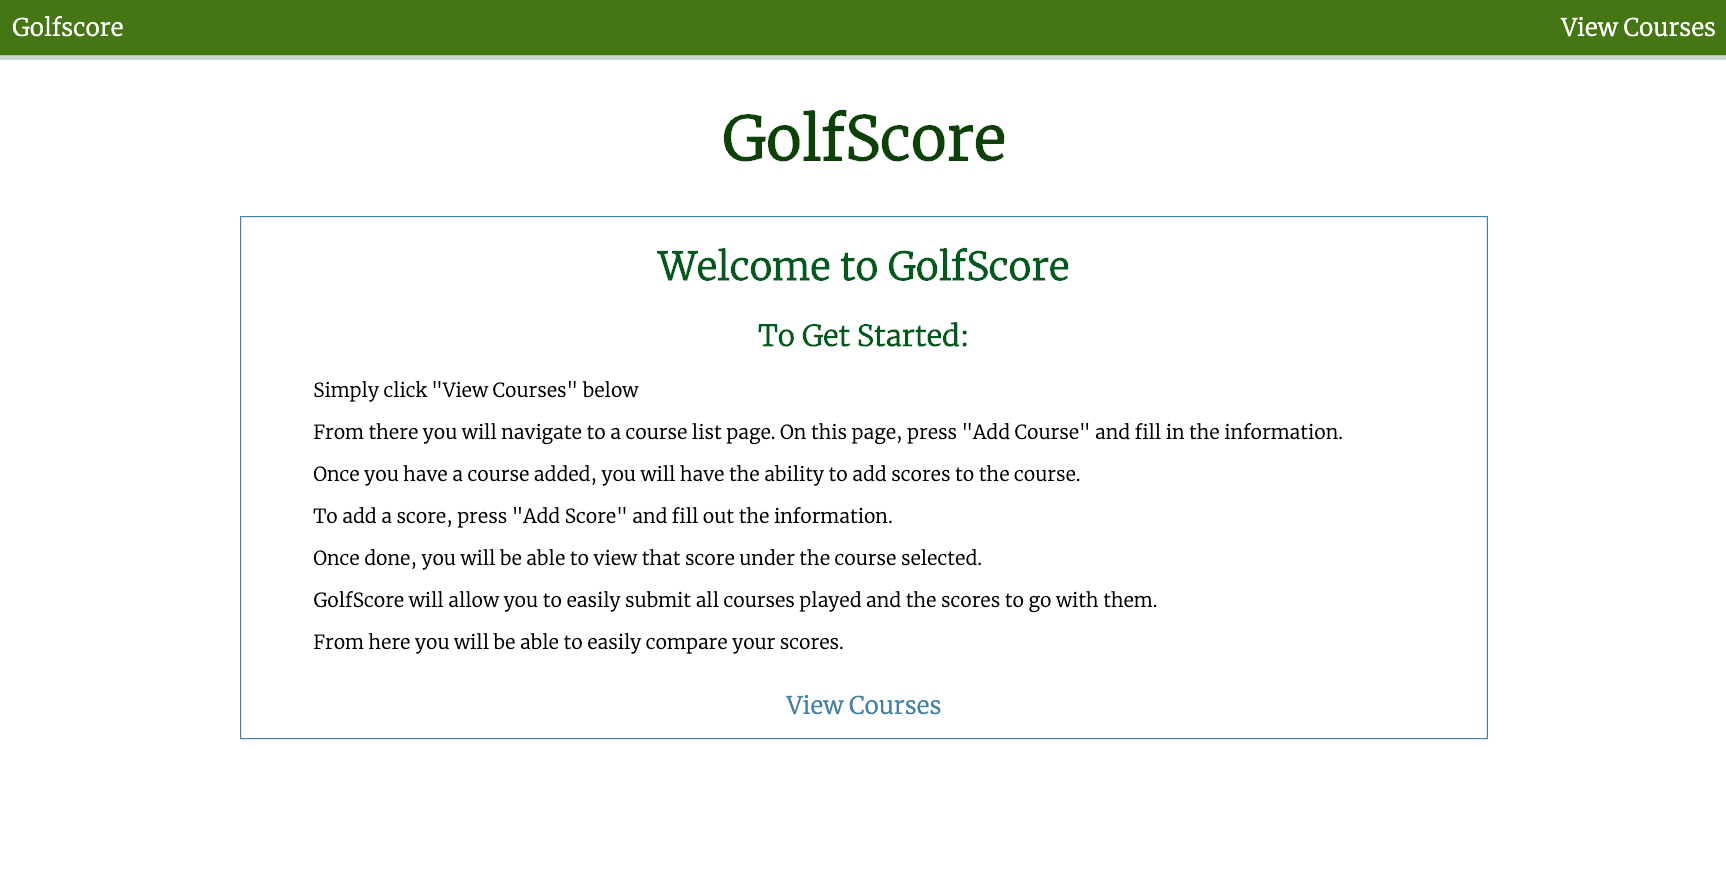 Golfscore
View Courses
GolfScore
Welcome to GolfScore
To Get Started:
Simply click "View Courses" below
From there you will navigate to a course list page. On this page, press "Add Course" and fill in the information.
Once you have a course added, you will have the ability to add scores to the course.
To add a score, press "Add Score" and fill out the information.
Once done, you will be able to view that score under the course selected.
GolfScore will allow you to easily submit all courses played and the scores to go with them.
From here you will be able to easily compare your scores.
View Courses